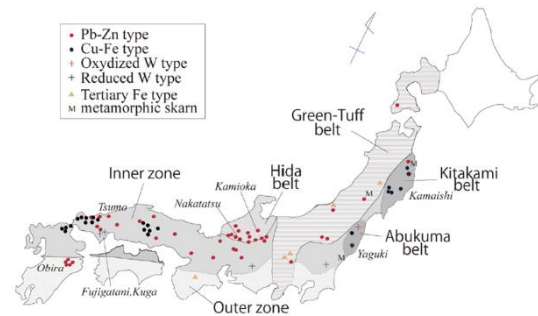 Pb-Zn type
Cu-Fe type
Oxydized W type
Reduced W type
Tertiary Fe type
M metamorphic skarn
Green-Tuff
belt
Hida
belt
Inner zone
Kamioka
Nakatatsu
Tsumo
M
Kitakami
belt
M
Kamaishi
Abukuma
belt
Yaguki
M
Obira
Fujigatani,Kuga
Outer zone